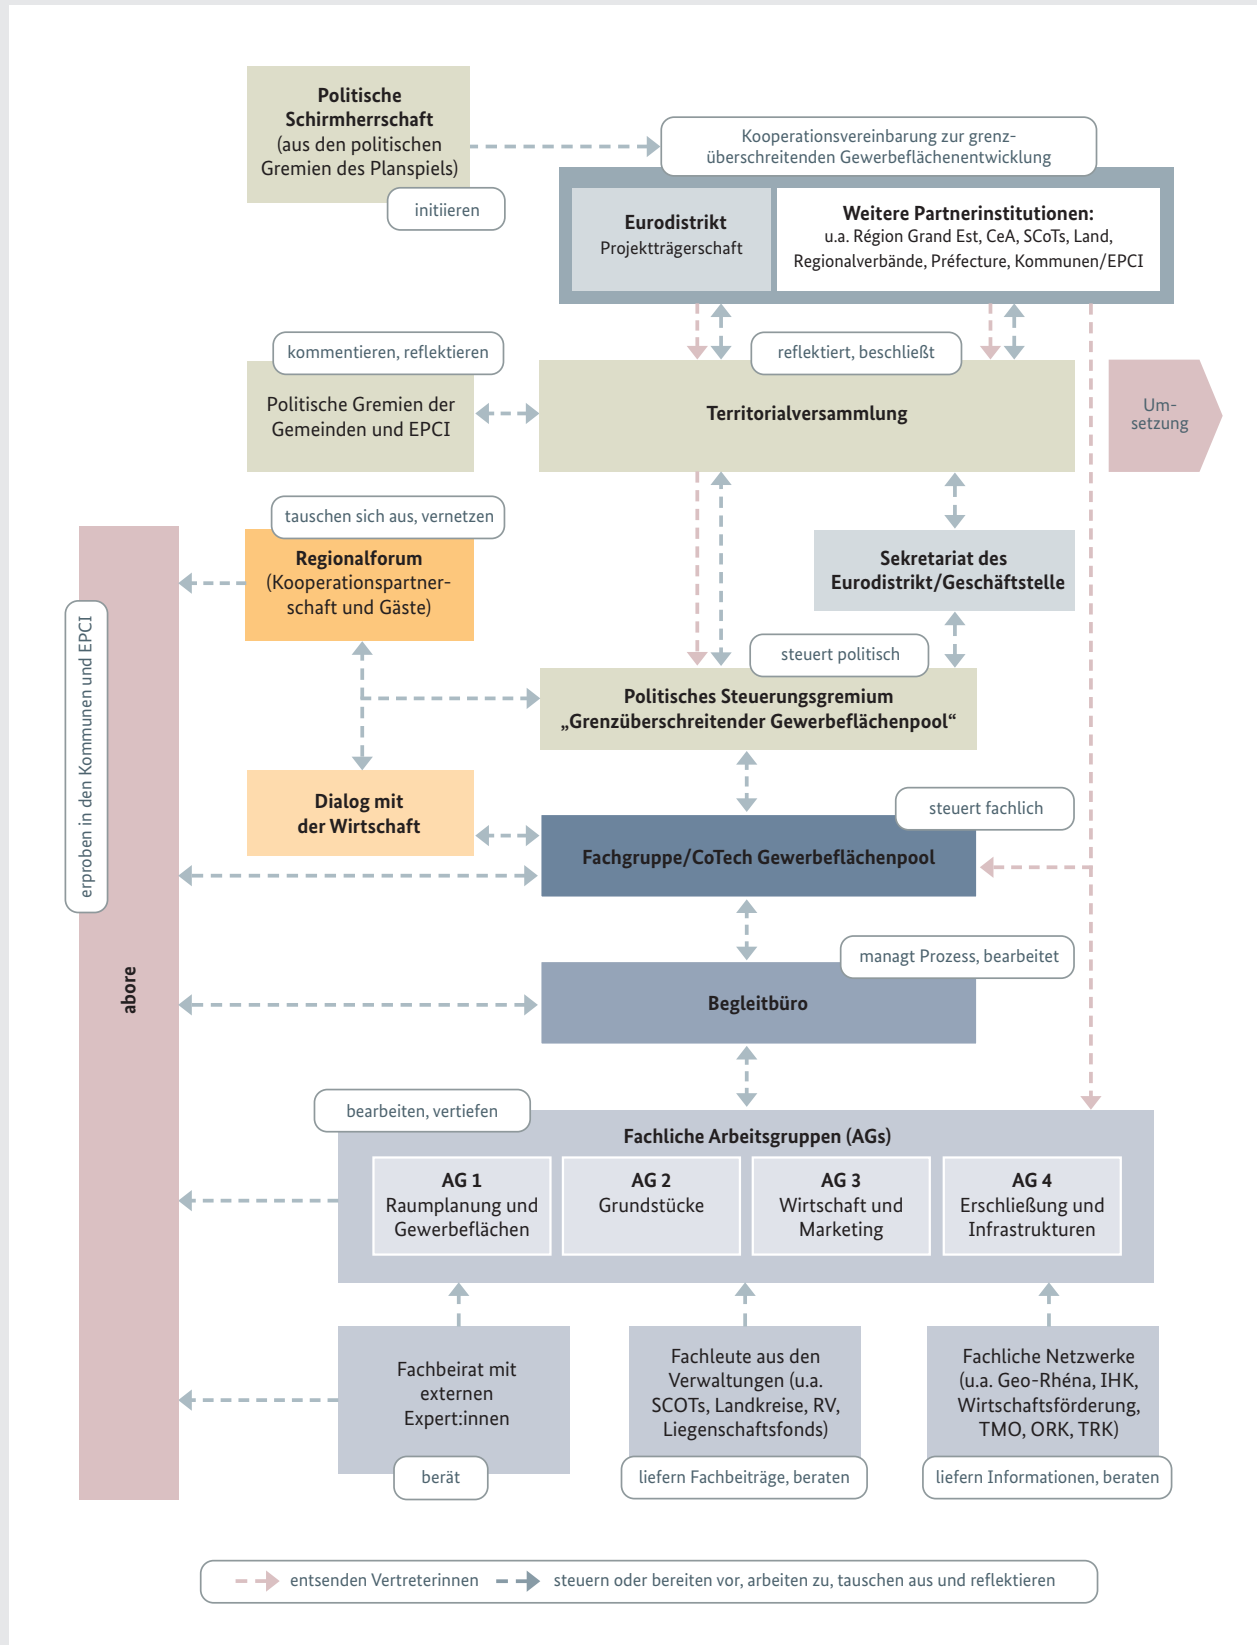 Politische
Schirmherrschaft
(aus den politischen
Gremien des Planspiels)
initiieren
Kooperationsvereinbarung zur grenz-
überschreitenden Gewerbeflächenentwicklung
Eurodistrikt
Projektträgerschaft
Weitere Partnerinstitutionen:
u.a. Région Grand Est, CeA, SCoTs, Land,
Regionalverbände, Préfecture, Kommunen/EPCI
kommentieren, reflektieren
Politische Gremien der
Gemeinden und EPCI
reflektiert, beschließt
Territorialversammlung
Um-
setzung
tauschen sich aus, vernetzen
Regionalforum
(Kooperationspartner-
schaft und Gäste)
Sekretariat des
Eurodistrikt/Geschäftstelle
steuert politisch
Politisches Steuerungsgremium
„Grenzüberschreitender Gewerbeflächenpool“
Dialog mit
der Wirtschaft
steuert fachlich
Fachgruppe/CoTech Gewerbeflächenpool
erproben in den Kommunen und EPCI
abore
managt Prozess, bearbeitet
Begleitbüro
bearbeiten, vertiefen
Fachliche Arbeitsgruppen (AGs)
AG 1
Raumplanung und
Gewerbeflächen
AG 2
Grundstücke
AG 3
Wirtschaft und
Marketing
AG 4
Erschließung und
Infrastrukturen
Fachbeirat mit
externen
Expert:innen
berät
Fachleute aus den
Verwaltungen (u.a.
SCOTs, Landkreise, RV,
Liegenschaftsfonds)
liefern Fachbeiträge, beraten
Fachliche Netzwerke
(u.a. Geo-Rhéna, IHK,
Wirtschaftsförderung,
TMO, ORK, TRK)
liefern Informationen, beraten
entsenden Vertreterinnen
steuern oder bereiten vor, arbeiten zu, tauschen aus und reflektieren